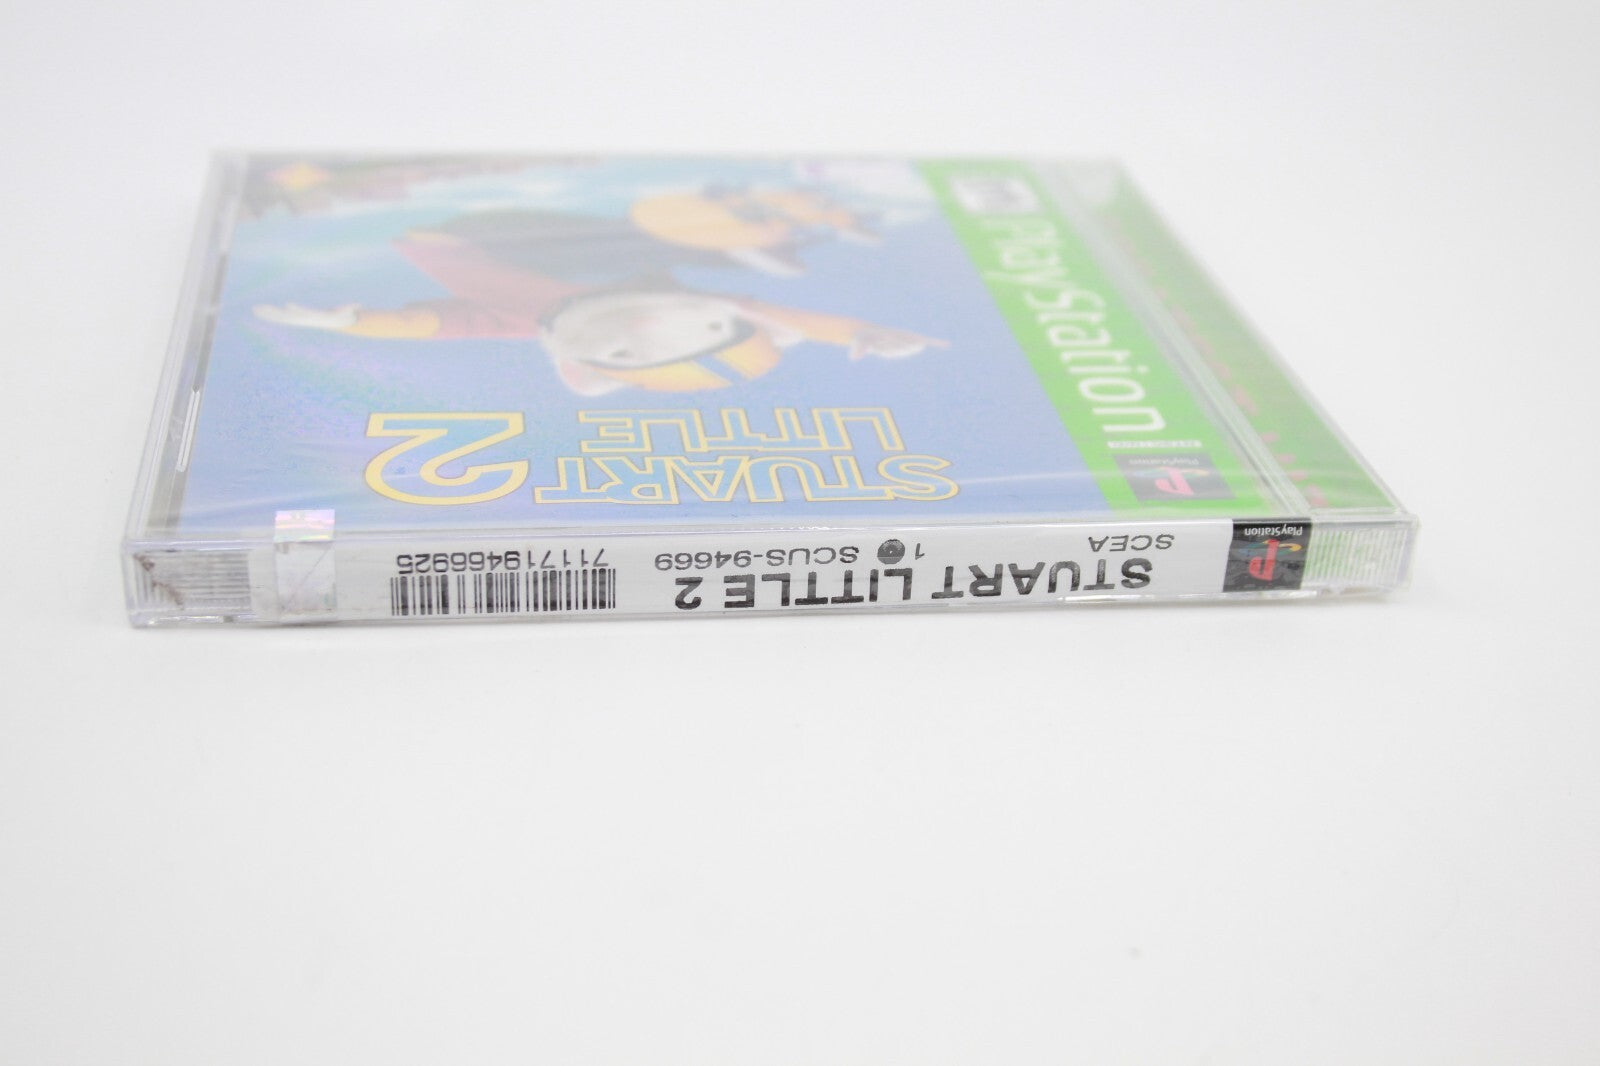 PlayStation
PlayStation
STUART
LITTLE
2
PlayStation
SCEA
STUART LITTLE 2
1 SCUS-94669
711719466925